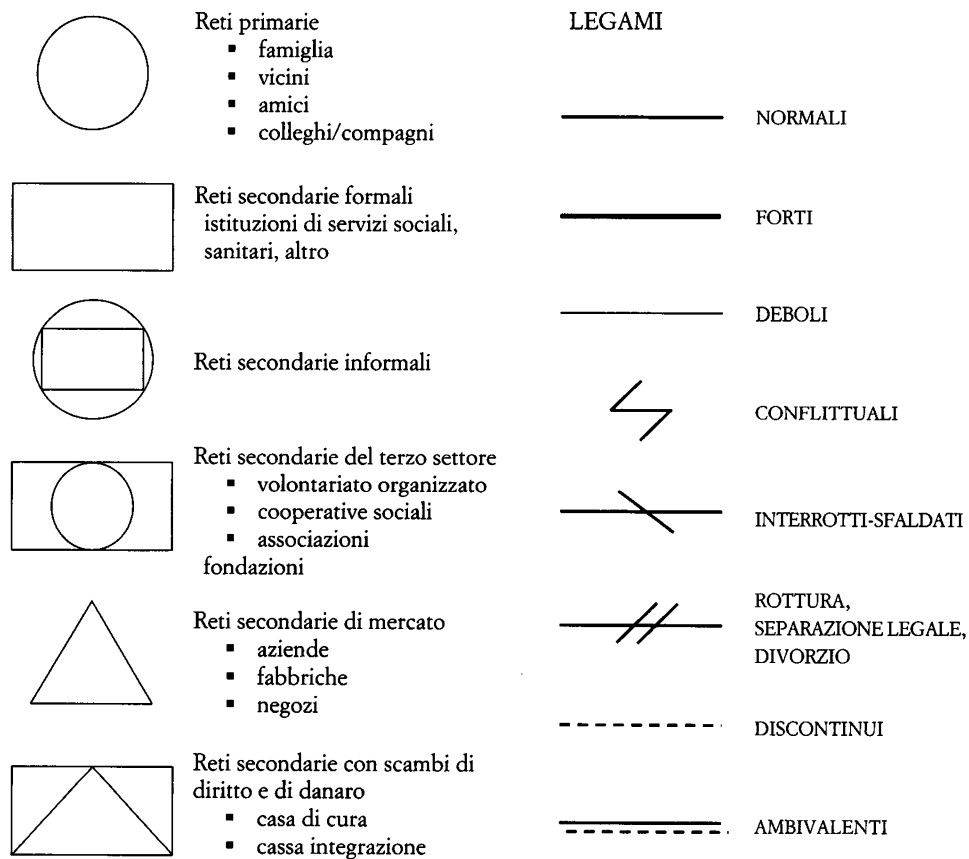 Reti primarie
▪ famiglia
▪ vicini
▪ amici
▪ colleghi/compagni
Reti secondarie formali
istituzioni di servizi sociali,
sanitari, altro
Reti secondarie informali
Reti secondarie del terzo settore
▪ volontariato organizzato
▪ cooperative sociali
▪ associazioni
fondazioni
Reti secondarie di mercato
▪ aziende
▪ fabbriche
▪ negozi
Reti secondarie con scambi di
diritto e di danaro
▪ casa di cura
▪ cassa integrazione
LEGAMI
NORMALI
FORTI
DEBOLI
CONFLITTUALI
INTERROTTI-SFALDATI
ROTTURA,
SEPARAZIONE LEGALE,
DIVORZIO
DISCONTINUI
AMBIVALENTI